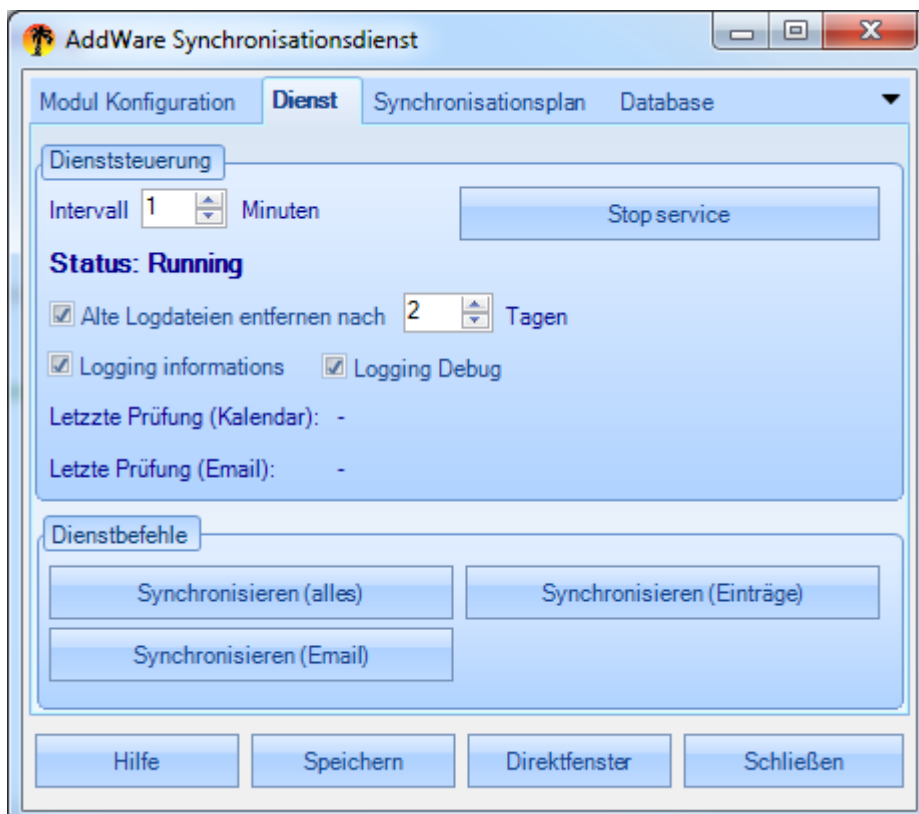 AddWare Synchronisationsdienst
Modul Konfiguration Dienst Synchronisationsplan Database
Dienststeuerung
Intervall 1 Minuten Stop service
Status: Running
Alte Logdateien entfernen nach 2 Tagen
Logging informations Logging Debug
Letzzte Prüfung (Kalendar): -
Letzte Prüfung (Email): -
Dienstbefehle
Synchronisieren (alles) Synchronisieren (Einträge)
Synchronisieren (Email)
Hilfe Speichern Direktfenster Schließen